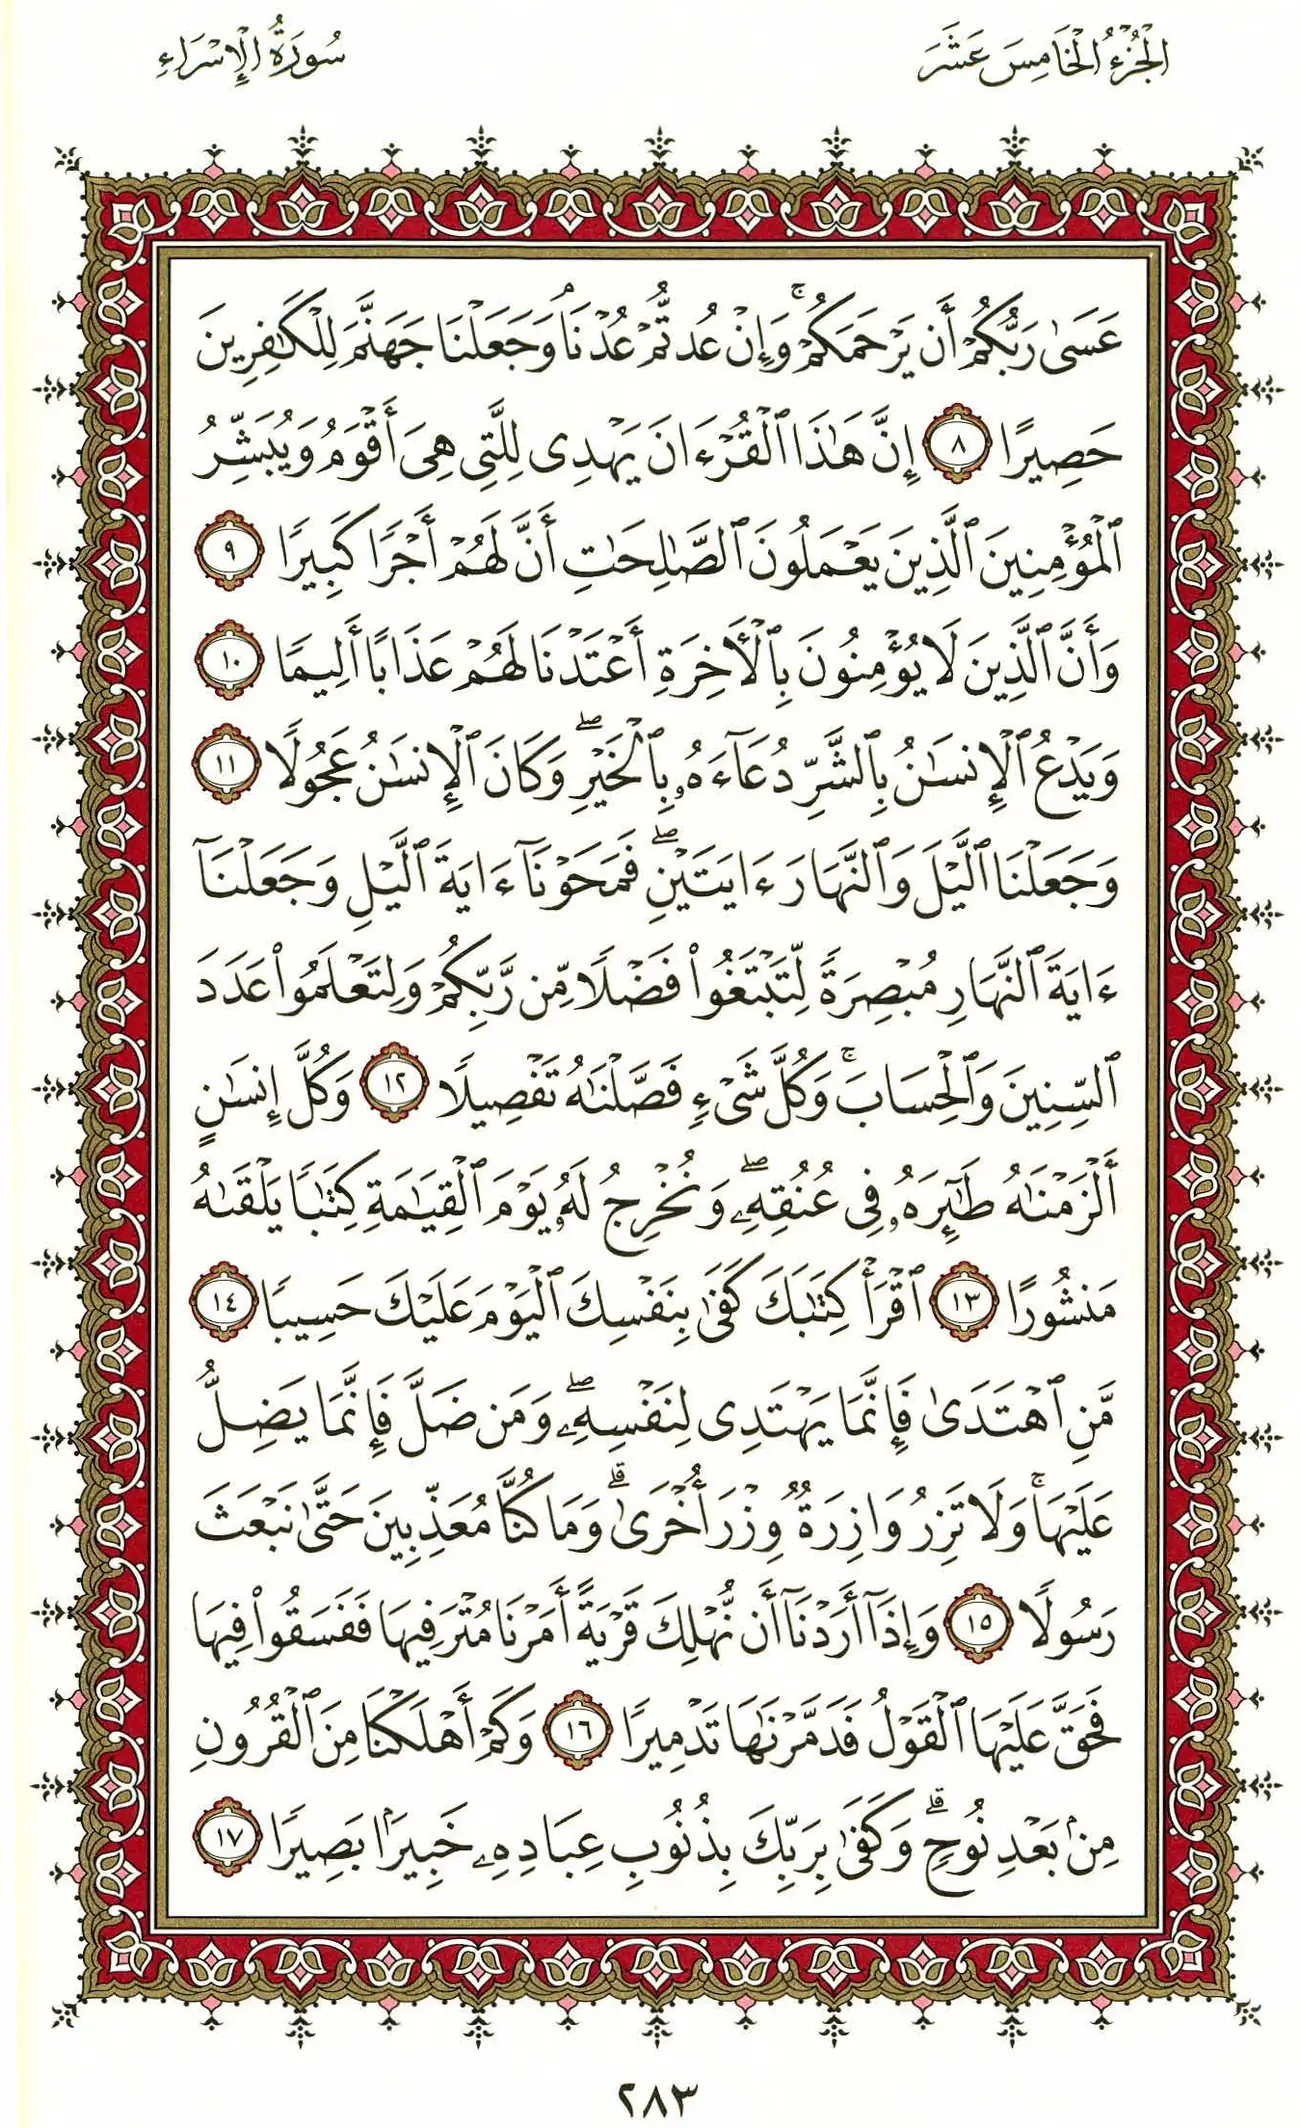 الجزء الخامس عشر
سورة الإسراء
عَسَىٰ رَبُّكُمْ أَن يَرْحَمَكُمْ ۚ وَإِنْ عُدتُّمْ عُدْنَا ۘ وَجَعَلْنَا جَهَنَّمَ لِلْكَٰفِرِينَ
حَصِيرًا ٨ إِنَّ هَٰذَا ٱلْقُرْءَانَ يَهْدِى لِلَّتِى هِىَ أَقْوَمُ وَيُبَشِّرُ
ٱلْمُؤْمِنِينَ ٱلَّذِينَ يَعْمَلُونَ ٱلصَّٰلِحَٰتِ أَنَّ لَهُمْ أَجْرًا كَبِيرًا ٩
وَأَنَّ ٱلَّذِينَ لَا يُؤْمِنُونَ بِٱلْأَخِرَةِ أَعْتَدْنَا لَهُمْ عَذَابًا أَلِيمًا ١٠
وَيَدْعُ ٱلْإِنسَٰنُ بِٱلشَّرِّ دُعَآءَهُۥ بِٱلْخَيْرِ ۖ وَكَانَ ٱلْإِنسَٰنُ عَجُولًا ١١
وَجَعَلْنَا ٱلَّيْلَ وَٱلنَّهَارَ ءَايَتَيْنِ ۖ فَمَحَوْنَآ ءَايَةَ ٱلَّيْلِ وَجَعَلْنَآ
ءَايَةَ ٱلنَّهَارِ مُبْصِرَةً لِّتَبْتَغُوا۟ فَضْلًا مِّن رَّبِّكُمْ وَلِتَعْلَمُوا۟ عَدَدَ
ٱلسِّنِينَ وَٱلْحِسَابَ ۚ وَكُلَّ شَىْءٍ فَصَّلْنَٰهُ تَفْصِيلًا ١٢ وَكُلَّ إِنسَٰنٍ
أَلْزَمْنَٰهُ طَٰٓئِرَهُۥ فِى عُنُقِهِۦ ۖ وَنُخْرِجُ لَهُۥ يَوْمَ ٱلْقِيَٰمَةِ كِتَٰبًا يَلْقَىٰهُ
مَنشُورًا ١٣ ٱقْرَأْ كِتَٰبَكَ كَفَىٰ بِنَفْسِكَ ٱلْيَوْمَ عَلَيْكَ حَسِيبًا ١٤
مَّنِ ٱهْتَدَىٰ فَإِنَّمَا يَهْتَدِى لِنَفْسِهِۦ ۖ وَمَن ضَلَّ فَإِنَّمَا يَضِلُّ
عَلَيْهَا ۚ وَلَا تَزِرُ وَازِرَةٌ وِزْرَ أُخْرَىٰ ۗ وَمَا كُنَّا مُعَذِّبِينَ حَتَّىٰ نَبْعَثَ
رَسُولًا ١٥ وَإِذَآ أَرَدْنَآ أَن نُّهْلِكَ قَرْيَةً أَمَرْنَا مُتْرَفِيهَا فَفَسَقُوا۟ فِيهَا
فَحَقَّ عَلَيْهَا ٱلْقَوْلُ فَدَمَّرْنَٰهَا تَدْمِيرًا ١٦ وَكَمْ أَهْلَكْنَا مِنَ ٱلْقُرُونِ
مِنۢ بَعْدِ نُوحٍ ۗ وَكَفَىٰ بِرَبِّكَ بِذُنُوبِ عِبَادِهِۦ خَبِيرًۢا بَصِيرًا ١٧
٢٨٣